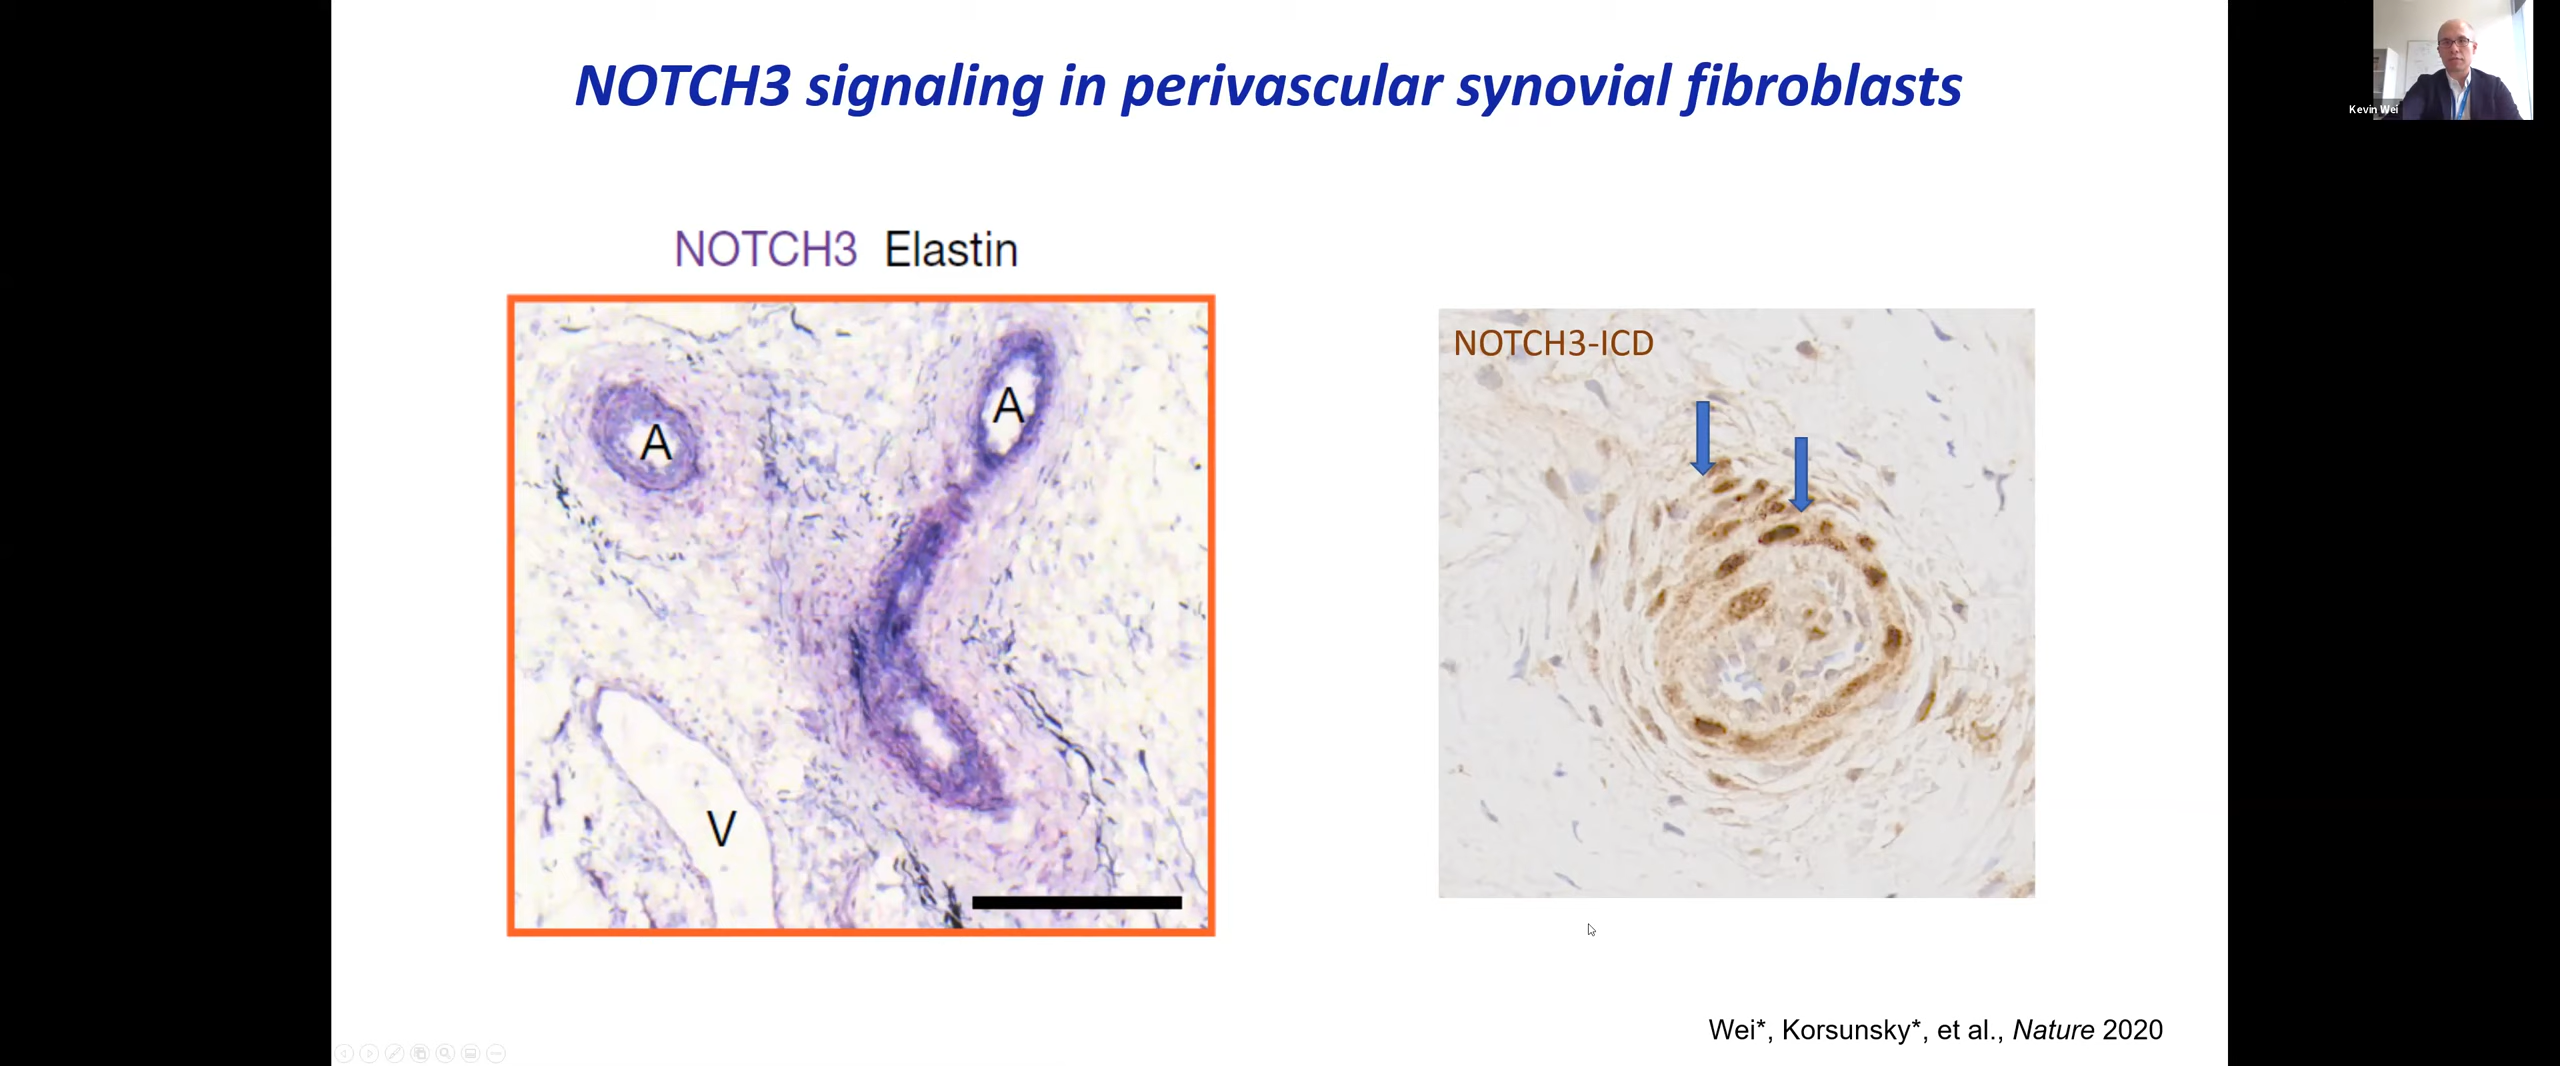 NOTCH3 signaling in perivascular synovial fibroblasts
Kevin Wei
NOTCH3 Elastin
A
A
V
NOTCH3-ICD
Wei*, Korsunsky*, et al., Nature 2020